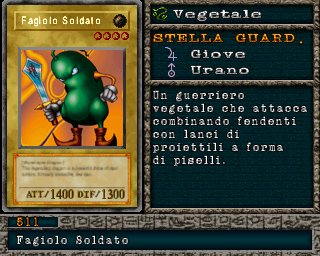 Fagiolo Soldato
ATT/1400 DIF/1300
Vegetale
STELLA GUARD.
Giove
Urano
Un guerriero
vegetale che attacca
combinando fendenti
con lanci di
proiettili a forma
di piselli.
511
Fagiolo Soldato